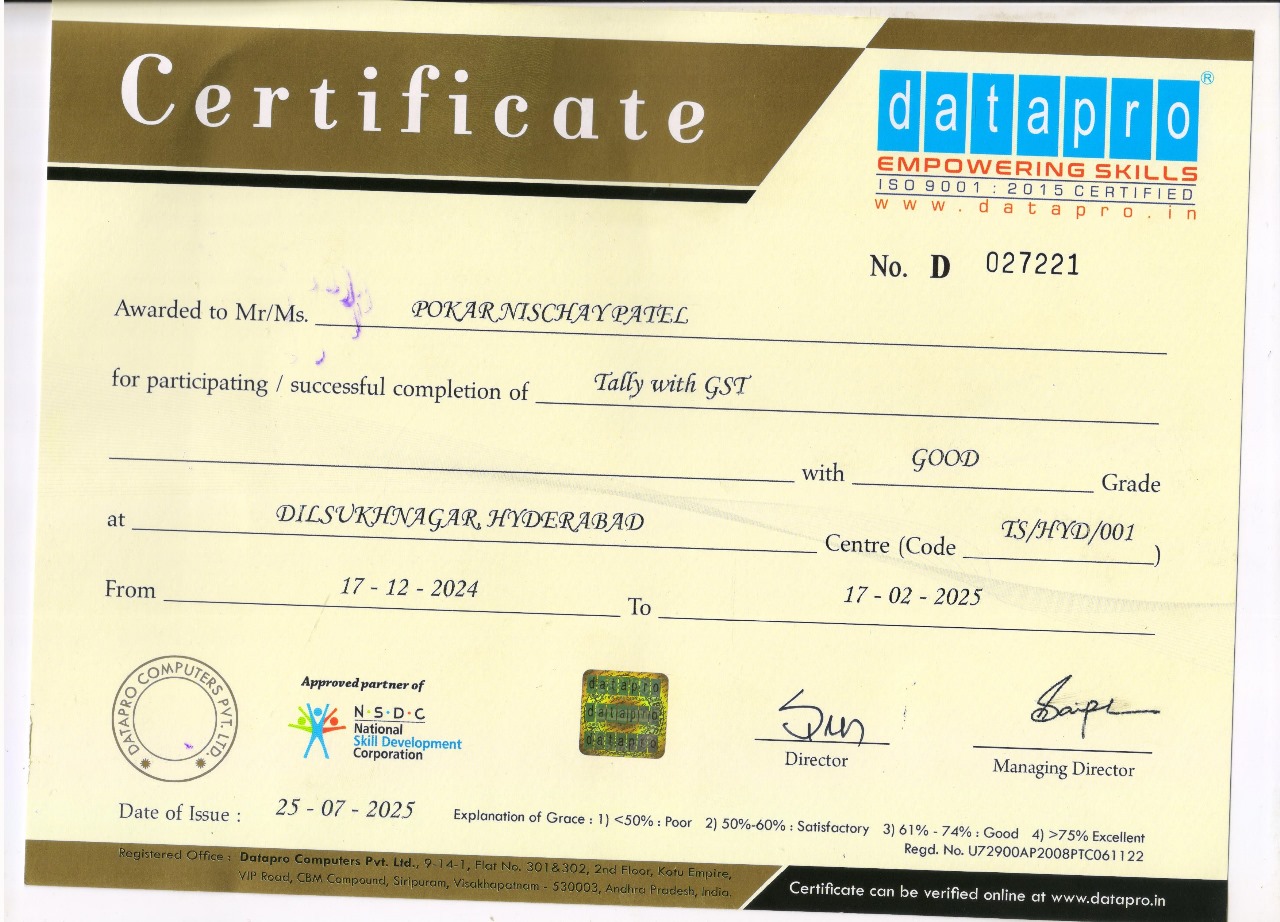 Certificate
datapro®
EMPOWERING SKILLS
ISO 9001 : 2015 CERTIFIED
www.datapro.in
No. D 027221
Awarded to Mr/Ms. POKAR NISCHAY PATEL
for participating / successful completion of Tally with GST
with GOOD Grade
at DILSUKHNAGAR, HYDERABAD Centre (Code TS/HYD/001)
From 17 - 12 - 2024 To 17 - 02 - 2025
DATAPRO COMPUTERS PVT. LTD.
Approved partner of
N·S·D·C
National
Skill Development
Corporation
datapro
datapro
datapro
Director
Managing Director
Date of Issue : 25 - 07 - 2025
Explanation of Grace : 1) <50% : Poor 2) 50%-60% : Satisfactory 3) 61% - 74% : Good 4) >75% Excellent
Regd. No. U72900AP2008PTC061122
Registered Office : Datapro Computers Pvt. Ltd., 9-14-1, Flat No. 301&302, 2nd Floor, Kotu Empire,
VIP Road, CBM Compound, Siripuram, Visakhapatnam - 530003, Andhra Pradesh, India.
Certificate can be verified online at www.datapro.in